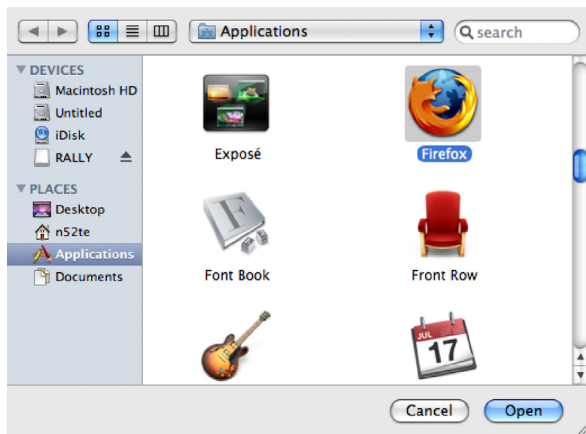 Applications
search
DEVICES
Macintosh HD
Untitled
iDisk
RALLY
PLACES
Desktop
n52te
Applications
Documents
Exposé
Firefox
F
Font Book
Front Row
JUL
17
Cancel
Open